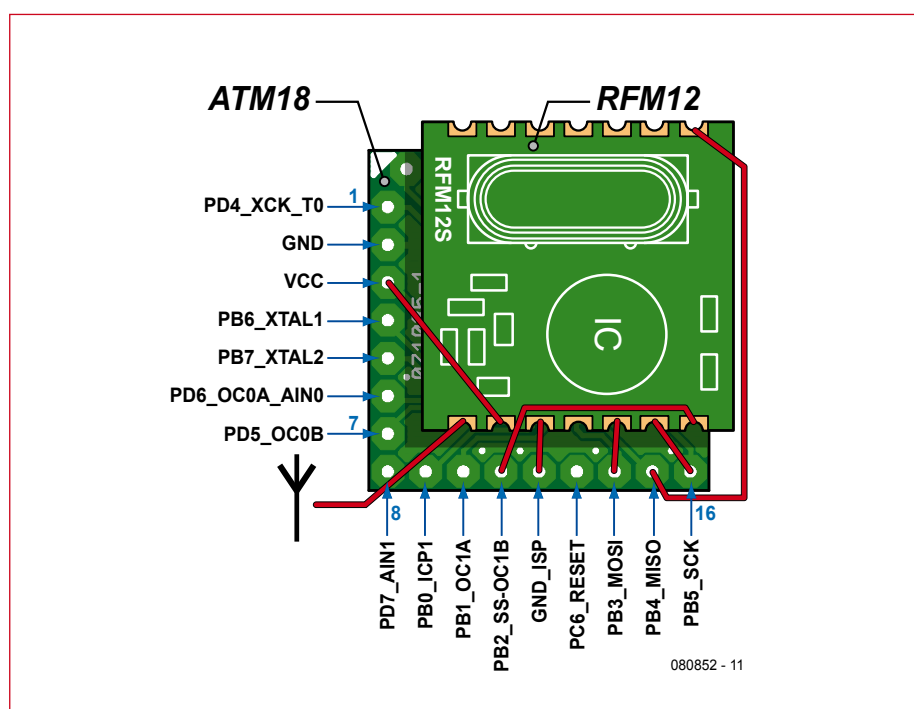 ATM18
RFM12
RFM12S
IC
PD4_XCK_T0
1
GND
VCC
PB6_XTAL1
PB7_XTAL2
PD6_OC0A_AIN0
PD5_OC0B
7
8
16
PD7_AIN1
PB0_ICP1
PB1_OC1A
PB2_SS-OC1B
GND_ISP
PC6_RESET
PB3_MOSI
PB4_MISO
PB5_SCK
080852 - 11